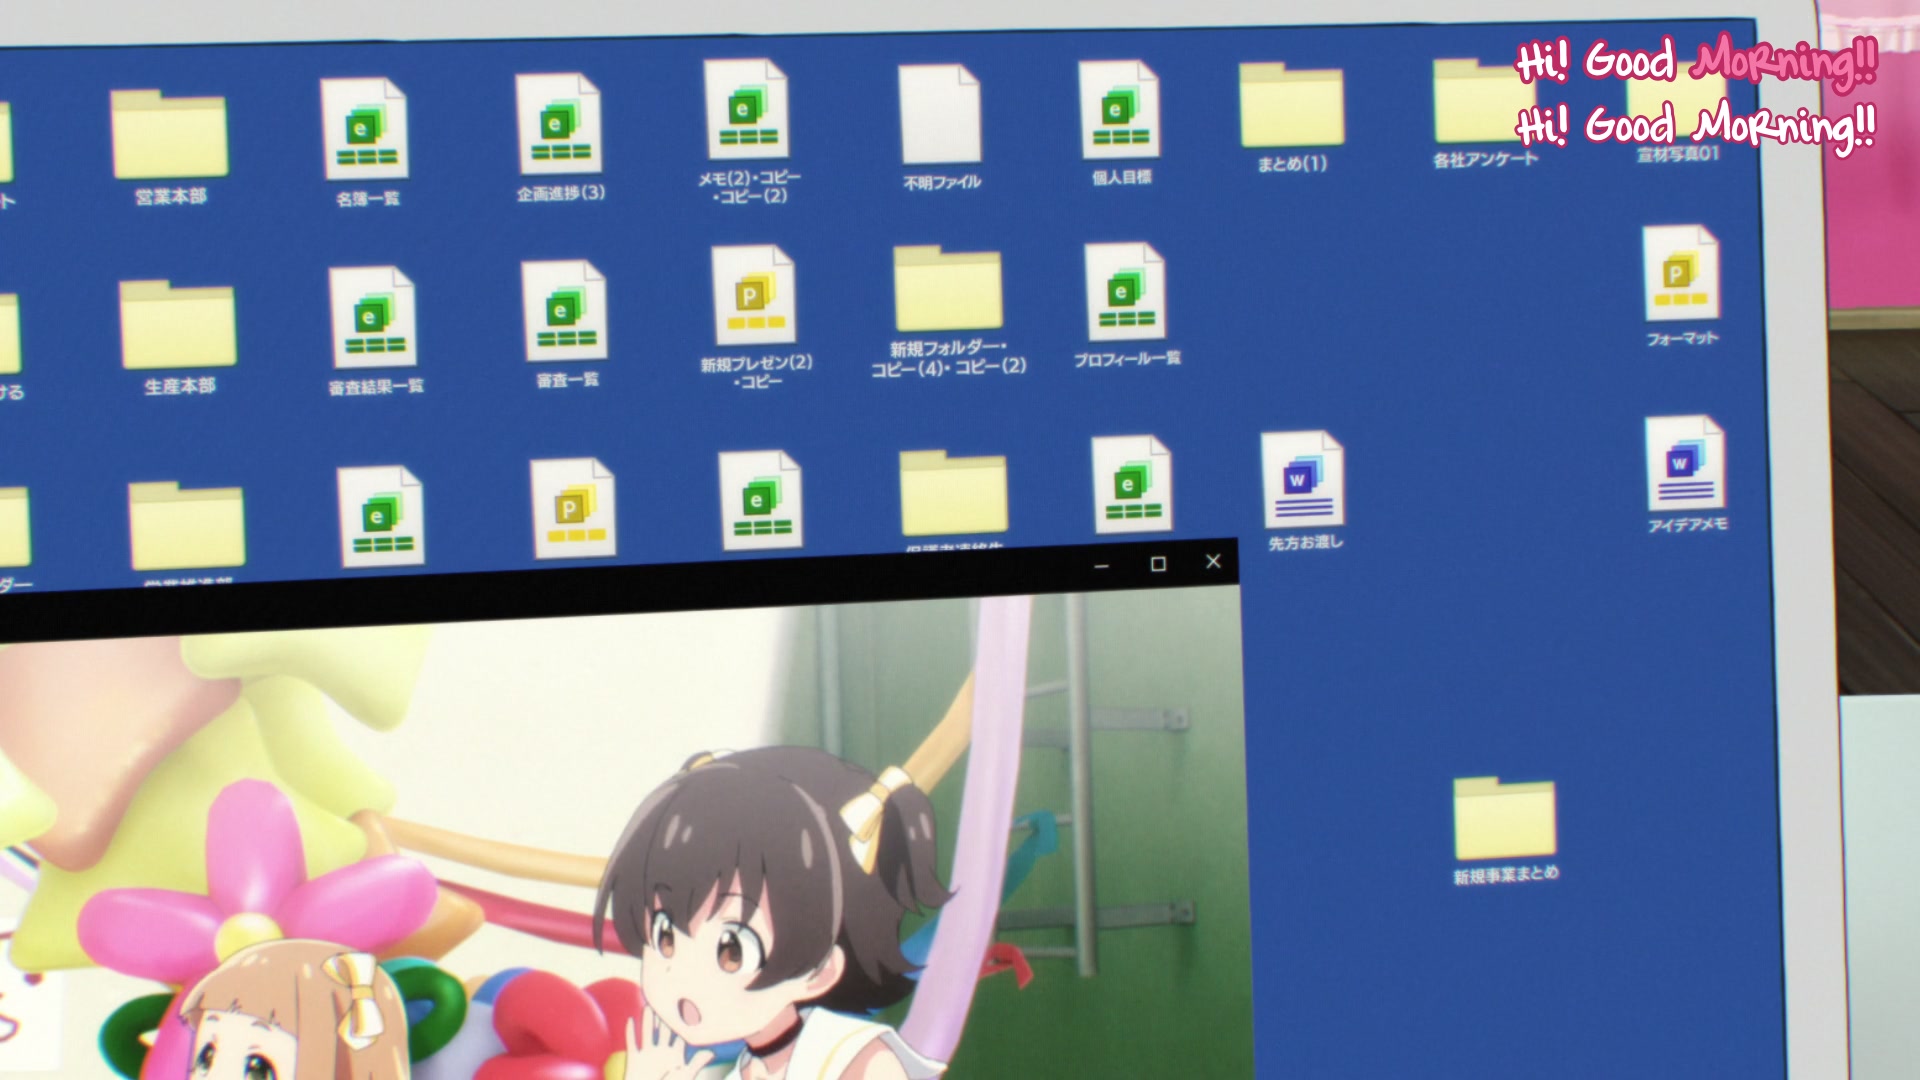 Hi! Good Morning!!
Hi! Good Morning!!
ト
営業本部
名簿一覧
企画進捗(3)
メモ(2)・コピー
・コピー(2)
不明ファイル
個人目標
まとめ(1)
各社アンケート
宣材写真01
ける
生産本部
審査結果一覧
審査一覧
新規プレゼン(2)
・コピー
新規フォルダー・
コピー(4)・コピー(2)
プロフィール一覧
フォーマット
ダー
先方お渡し
アイデアメモ
新規事業まとめ